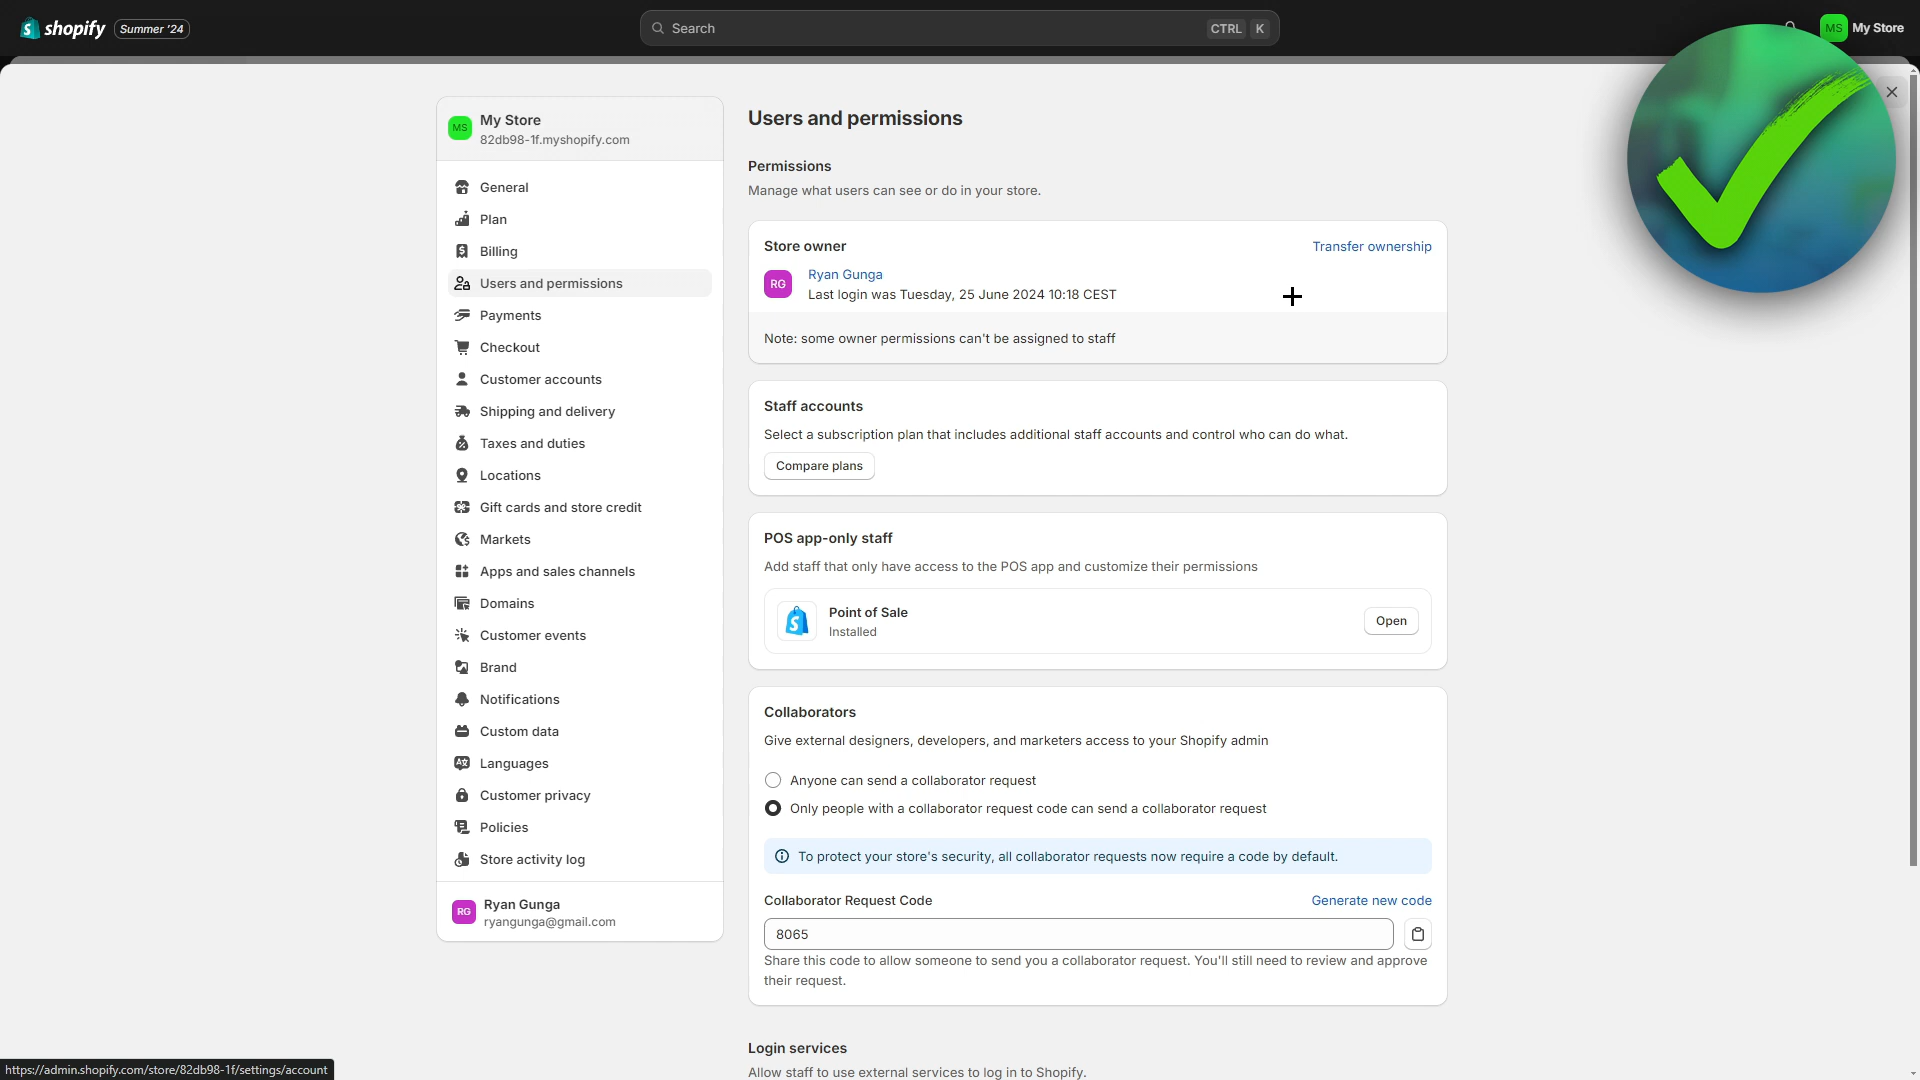 shopify Summer '24
Search CTRL K
MS My Store
MS My Store
82db98-1f.myshopify.com
General
Plan
Billing
Users and permissions
Payments
Checkout
Customer accounts
Shipping and delivery
Taxes and duties
Locations
Gift cards and store credit
Markets
Apps and sales channels
Domains
Customer events
Brand
Notifications
Custom data
Languages
Customer privacy
Policies
Store activity log
RG Ryan Gunga
ryangunga@gmail.com
Users and permissions
Permissions
Manage what users can see or do in your store.
Store owner Transfer ownership
RG Ryan Gunga
Last login was Tuesday, 25 June 2024 10:18 CEST
Note: some owner permissions can't be assigned to staff
Staff accounts
Select a subscription plan that includes additional staff accounts and control who can do what.
Compare plans
POS app-only staff
Add staff that only have access to the POS app and customize their permissions
Point of Sale
Installed
Open
Collaborators
Give external designers, developers, and marketers access to your Shopify admin
Anyone can send a collaborator request
Only people with a collaborator request code can send a collaborator request
To protect your store's security, all collaborator requests now require a code by default.
Collaborator Request Code Generate new code
8065
Share this code to allow someone to send you a collaborator request. You'll still need to review and approve
their request.
Login services
Allow staff to use external services to log in to Shopify.
https://admin.shopify.com/store/82db98-1f/settings/account